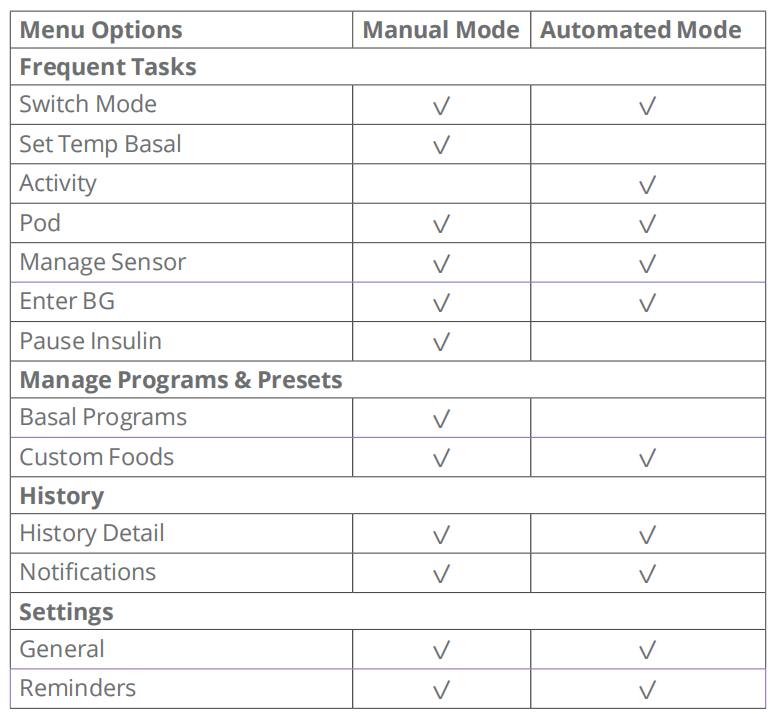 Menu Options Manual Mode Automated Mode
Frequent Tasks
Switch Mode √ √
Set Temp Basal √
Activity √
Pod √ √
Manage Sensor √ √
Enter BG √ √
Pause Insulin √
Manage Programs & Presets
Basal Programs √
Custom Foods √ √
History
History Detail √ √
Notifications √ √
Settings
General √ √
Reminders √ √